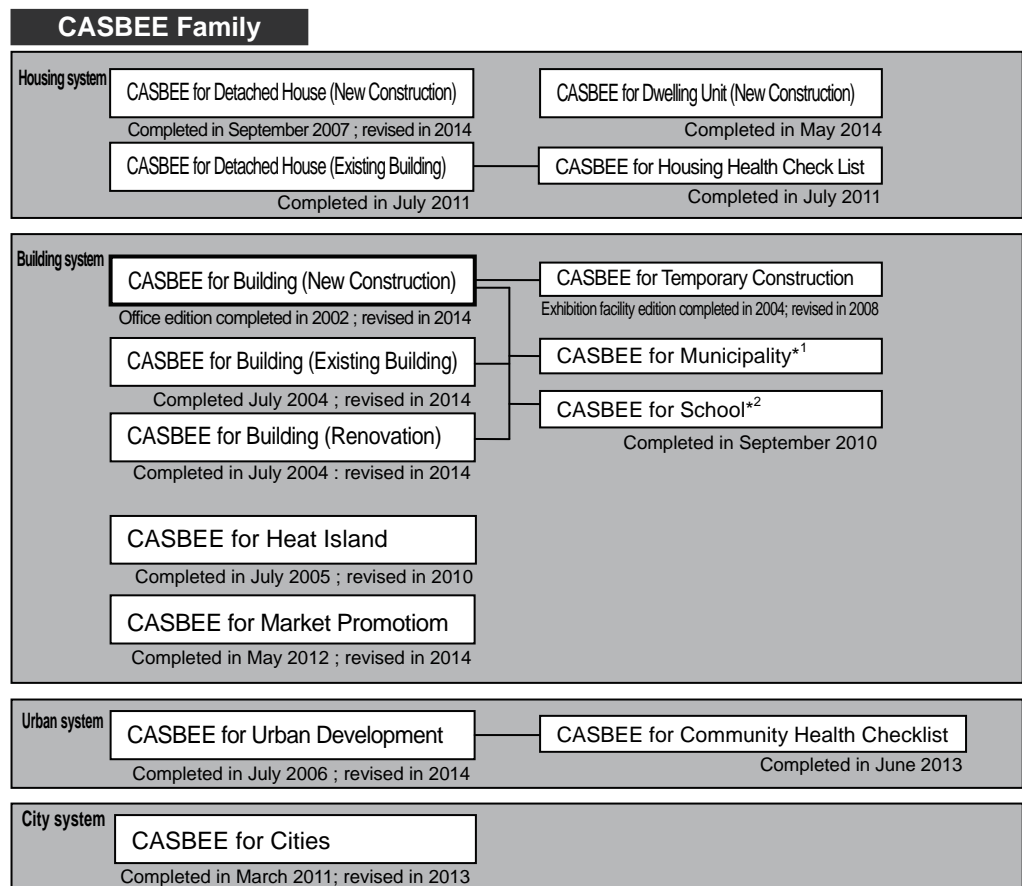 CASBEE Family
Housing system
CASBEE for Detached House (New Construction)
Completed in September 2007 ; revised in 2014
CASBEE for Dwelling Unit (New Construction)
Completed in May 2014
CASBEE for Detached House (Existing Building)
Completed in July 2011
CASBEE for Housing Health Check List
Completed in July 2011
Building system
CASBEE for Building (New Construction)
Office edition completed in 2002 ; revised in 2014
CASBEE for Temporary Construction
Exhibition facility edition completed in 2004; revised in 2008
CASBEE for Building (Existing Building)
Completed July 2004 ; revised in 2014
CASBEE for Municipality*1
CASBEE for Building (Renovation)
Completed in July 2004 : revised in 2014
CASBEE for School*2
Completed in September 2010
CASBEE for Heat Island
Completed in July 2005 ; revised in 2010
CASBEE for Market Promotiom
Completed in May 2012 ; revised in 2014
Urban system
CASBEE for Urban Development
Completed in July 2006 ; revised in 2014
CASBEE for Community Health Checklist
Completed in June 2013
City system
CASBEE for Cities
Completed in March 2011; revised in 2013